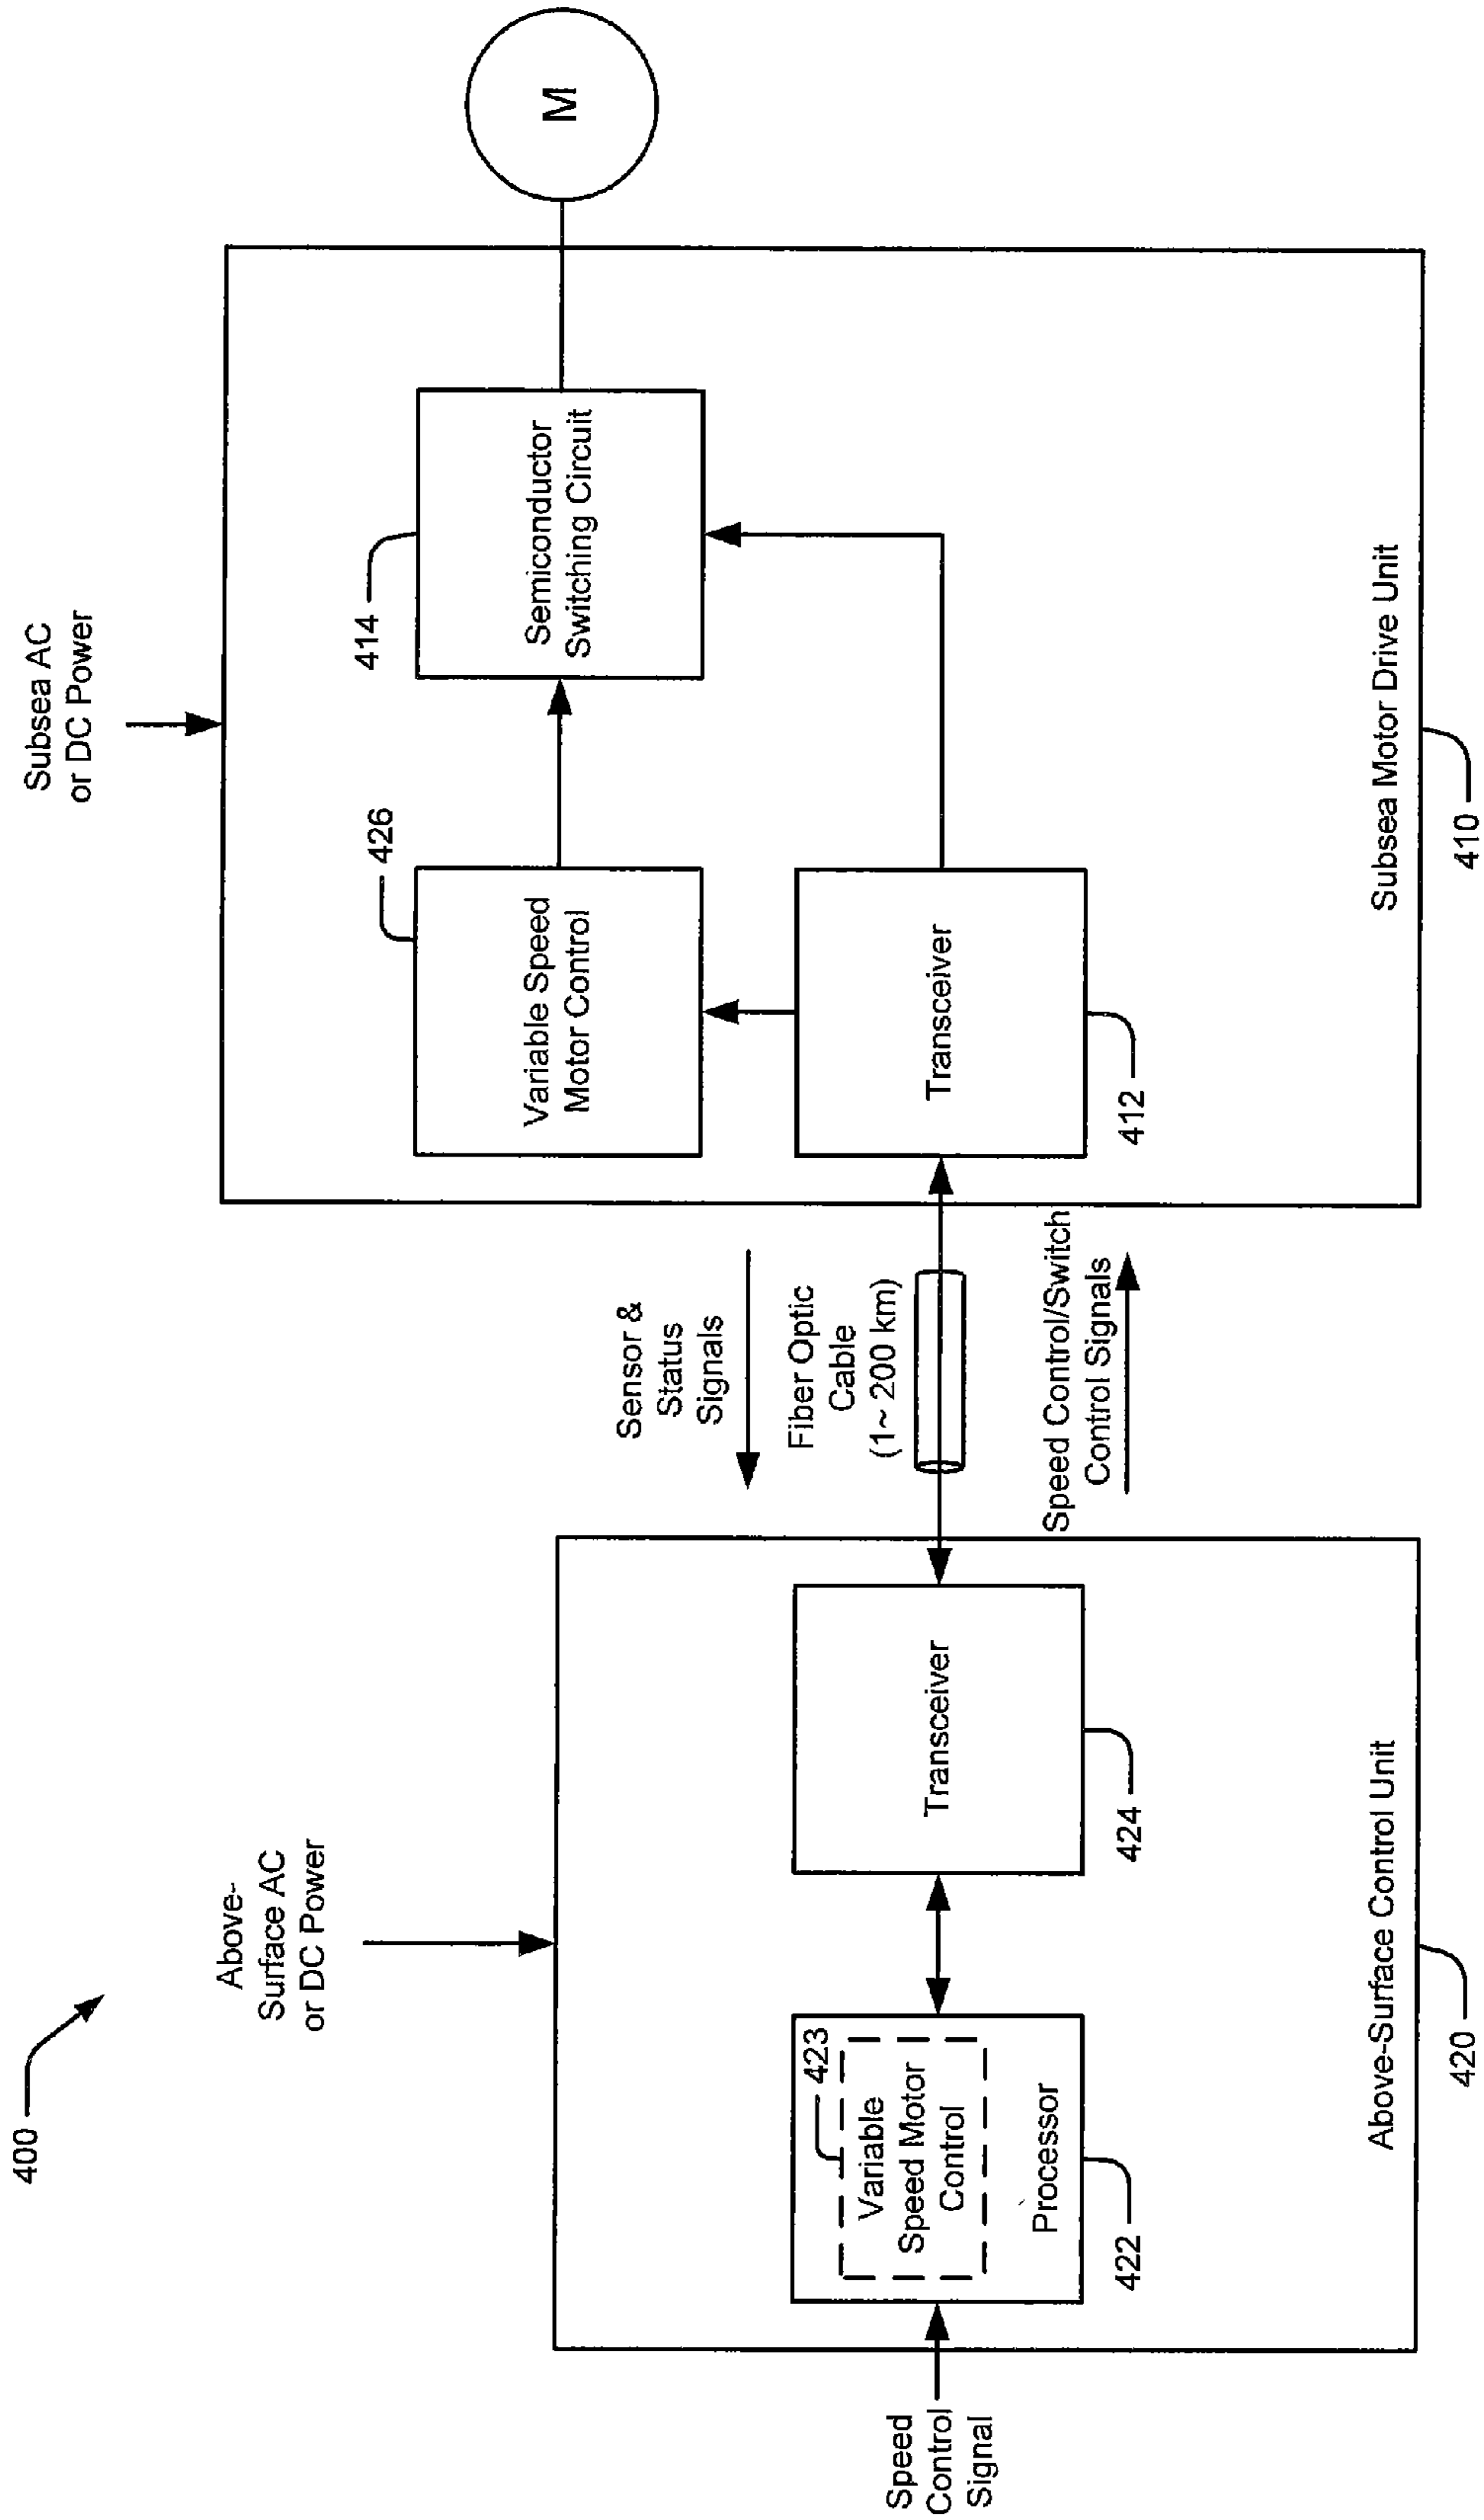 400
Above-
Surface AC
or DC Power
Subsea AC
or DC Power
Speed
Control
Signal
423
Variable
Speed Motor
Control
Processor
422
Transceiver
424
Above-Surface Control Unit
420
Sensor &
Status
Signals
Fiber Optic
Cable
(1~ 200 km)
Speed Control/Switch
Control Signals
426
Variable Speed
Motor Control
Transceiver
412
414
Semiconductor
Switching Circuit
Subsea Motor Drive Unit
410
M